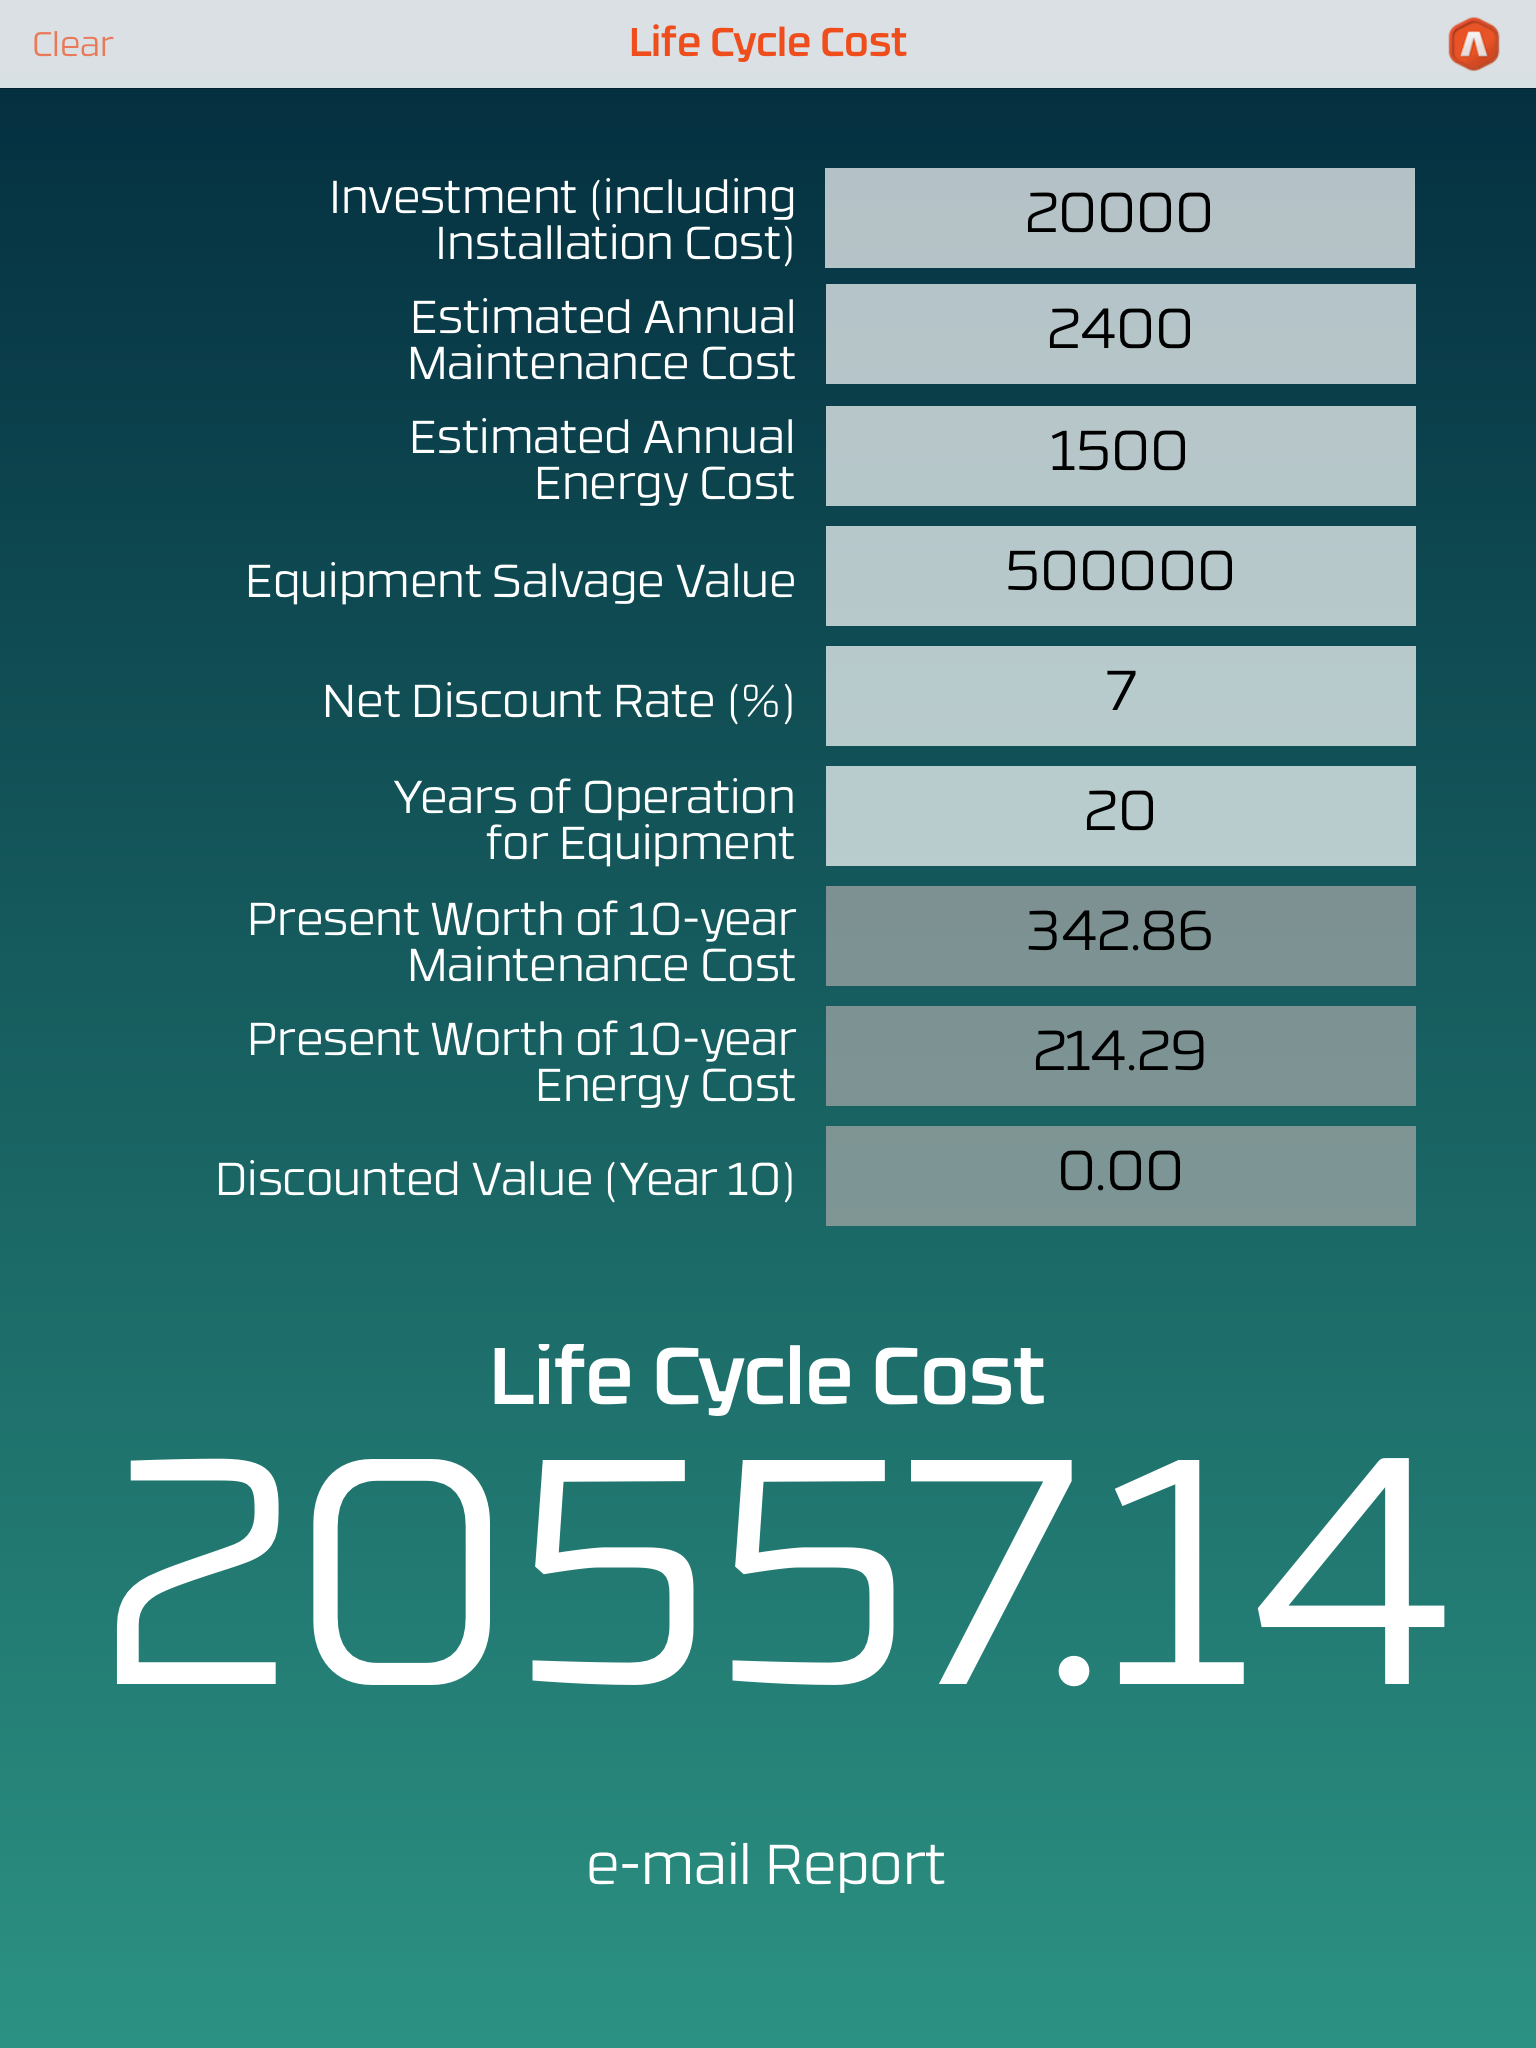 Clear
Life Cycle Cost
Investment (including
Installation Cost)
20000
Estimated Annual
Maintenance Cost
2400
Estimated Annual
Energy Cost
1500
Equipment Salvage Value
500000
Net Discount Rate (%)
7
Years of Operation
for Equipment
20
Present Worth of 10-year
Maintenance Cost
342.86
Present Worth of 10-year
Energy Cost
214.29
Discounted Value (Year 10)
0.00
Life Cycle Cost
20557.14
e-mail Report